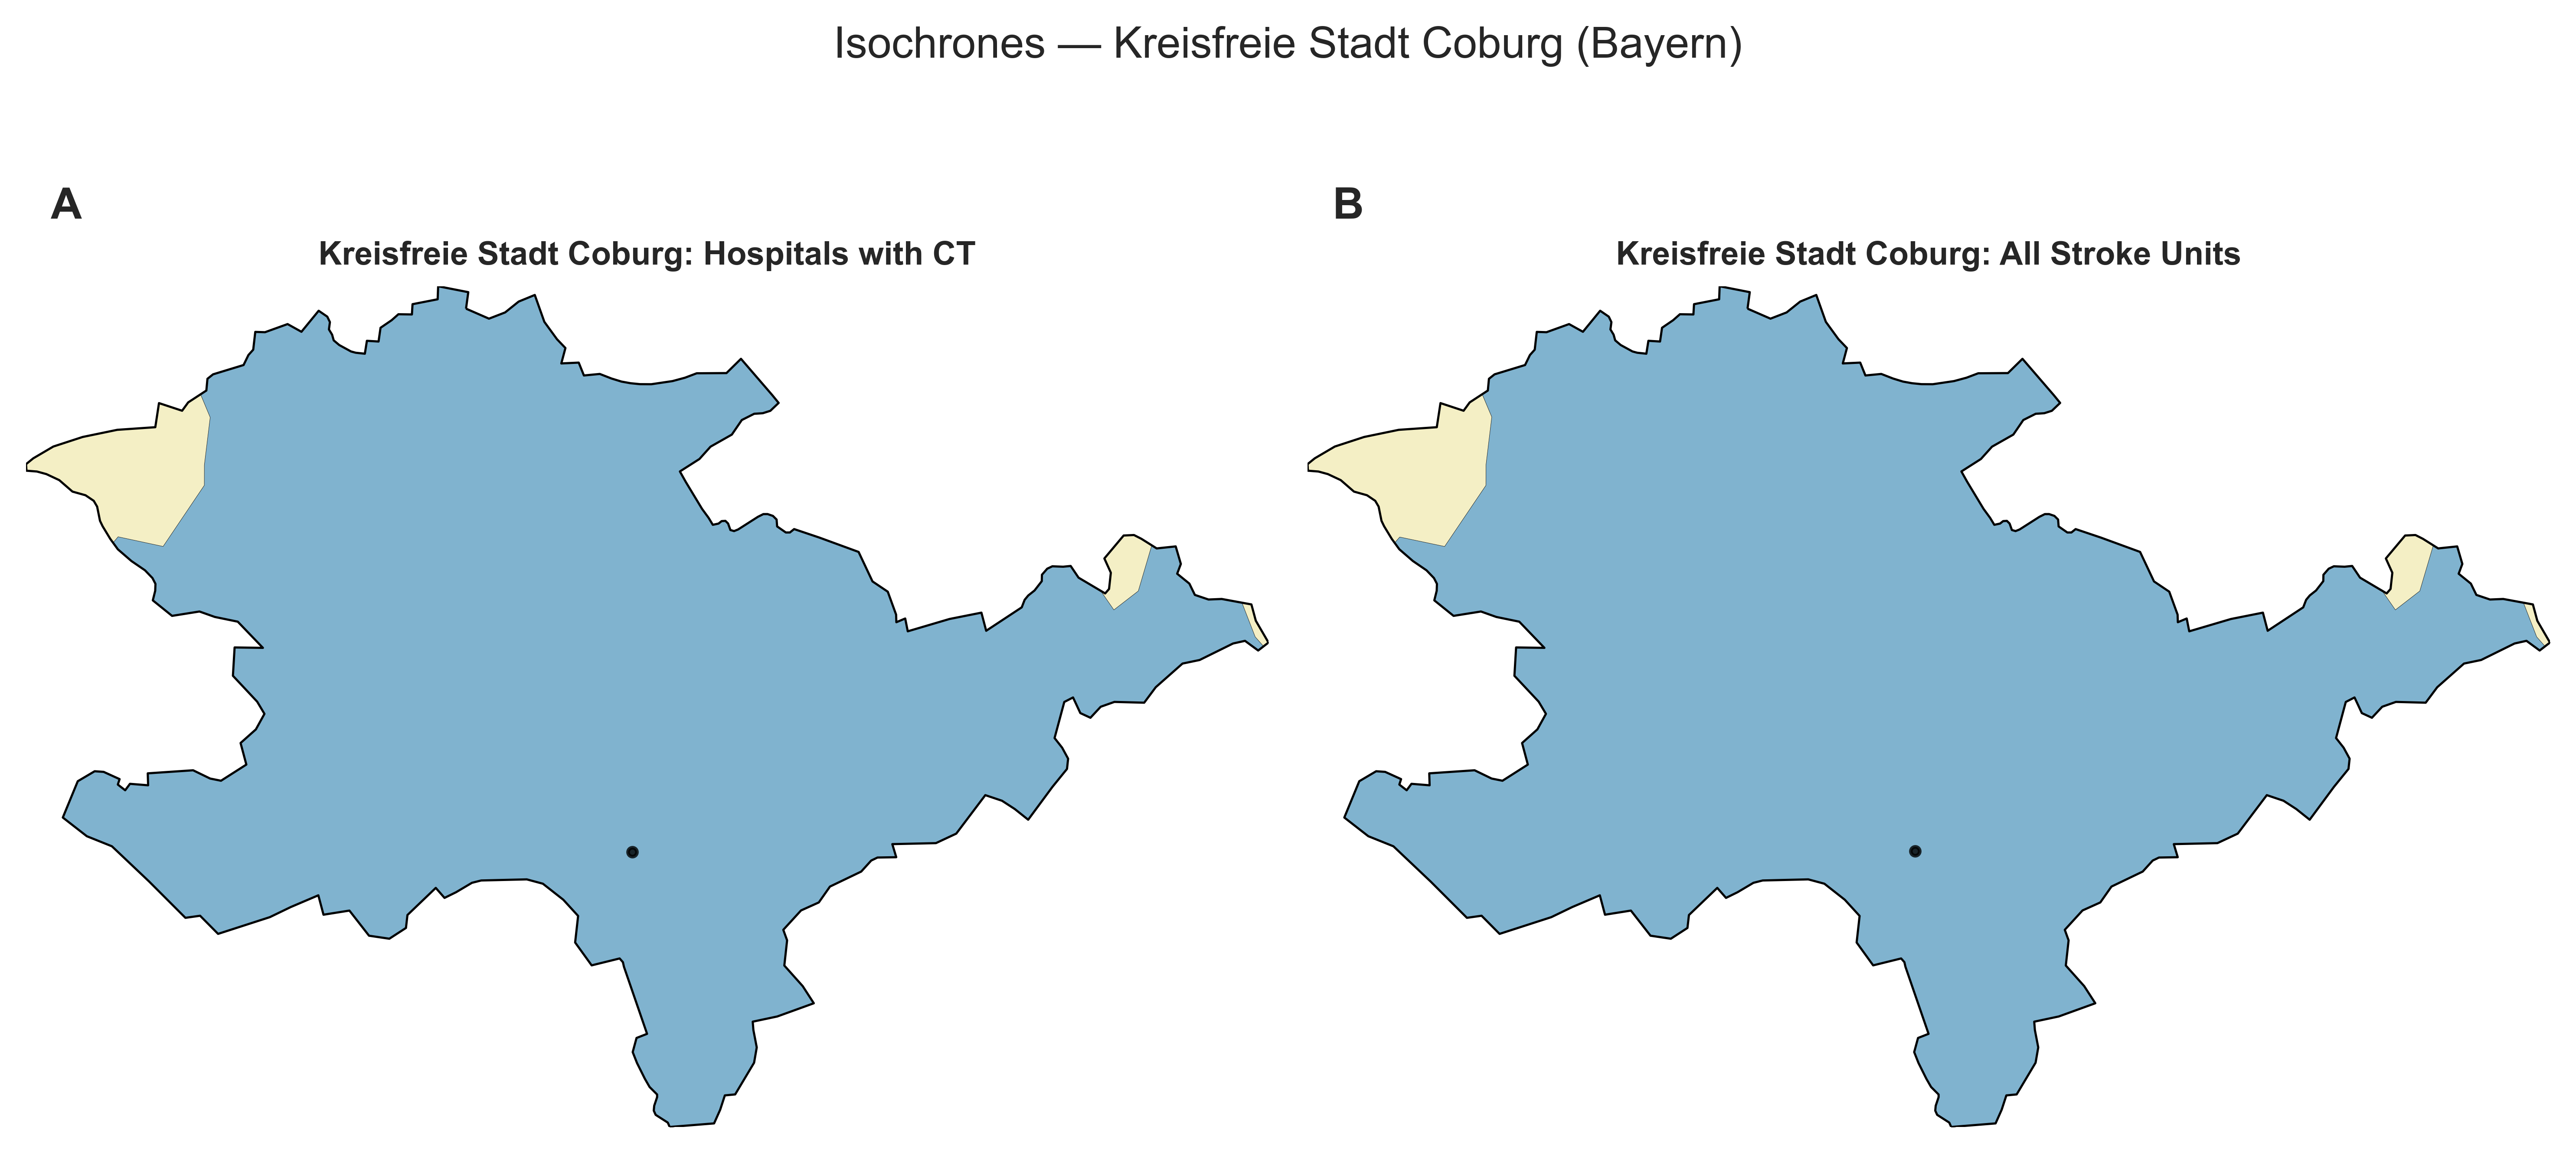 Isochrones — Kreisfreie Stadt Coburg (Bayern)
A
Kreisfreie Stadt Coburg: Hospitals with CT
B
Kreisfreie Stadt Coburg: All Stroke Units